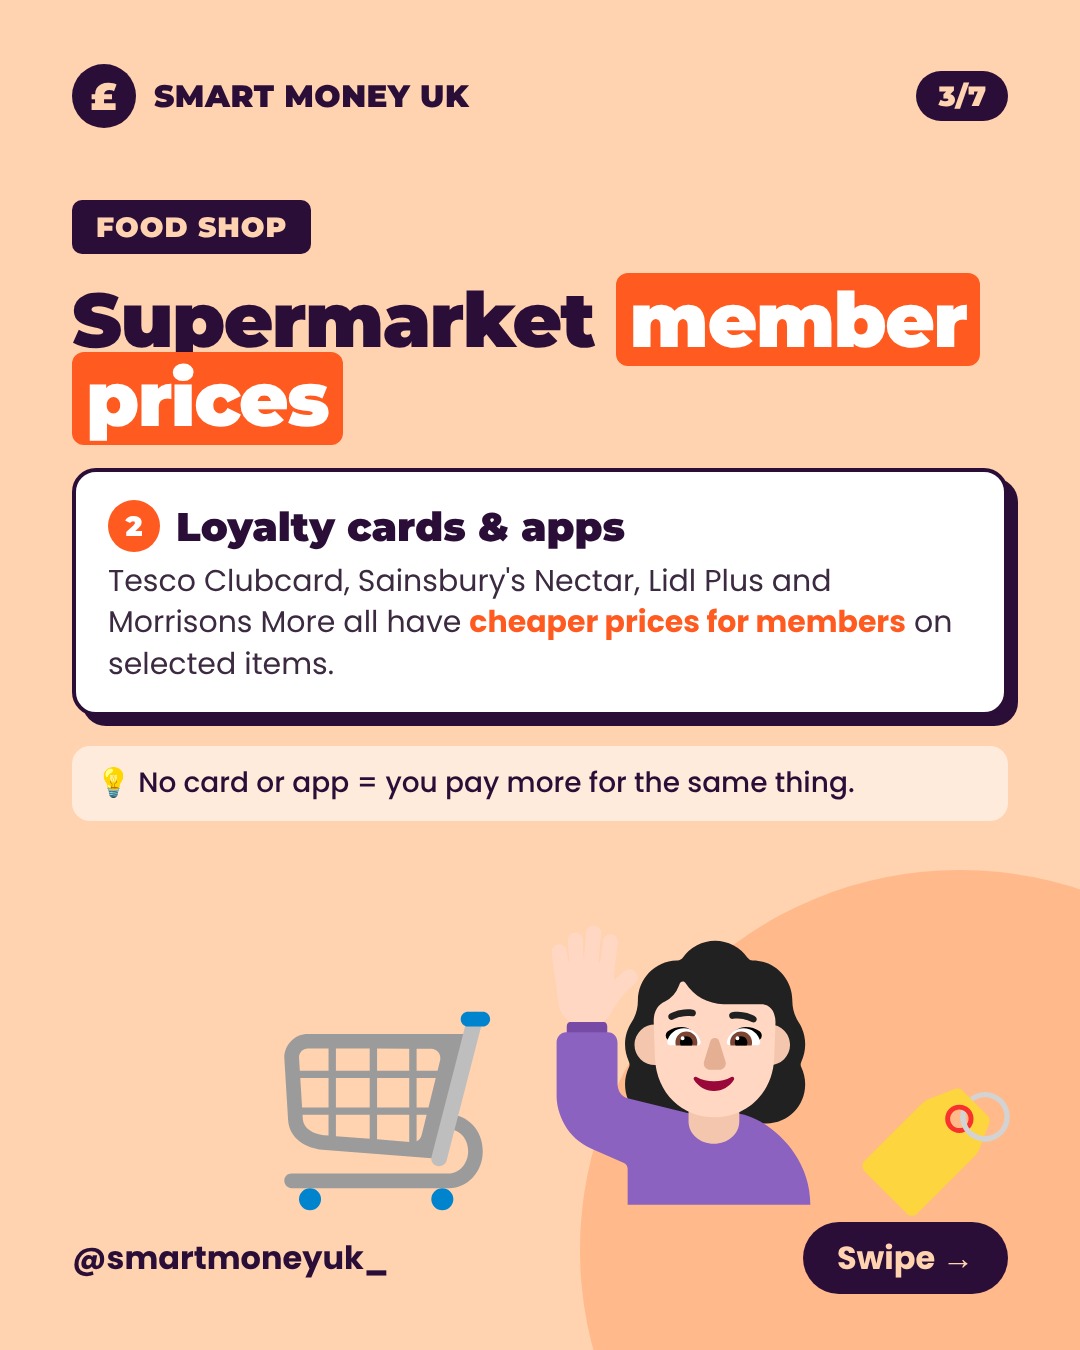 £ SMART MONEY UK
3/7
FOOD SHOP
Supermarket member
prices
2 Loyalty cards & apps
Tesco Clubcard, Sainsbury's Nectar, Lidl Plus and
Morrisons More all have cheaper prices for members on
selected items.
💡 No card or app = you pay more for the same thing.
@smartmoneyuk_
Swipe →